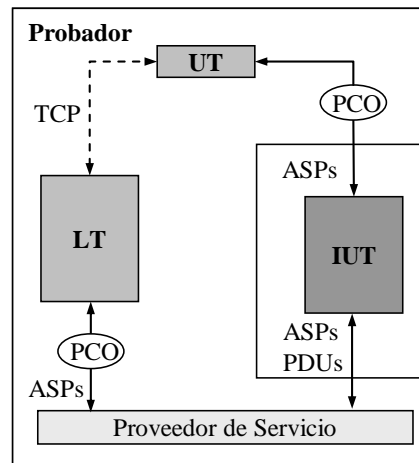 Probador
UT
PCO
TCP
ASPs
LT
IUT
ASPs
PDUs
PCO
ASPs
Proveedor de Servicio